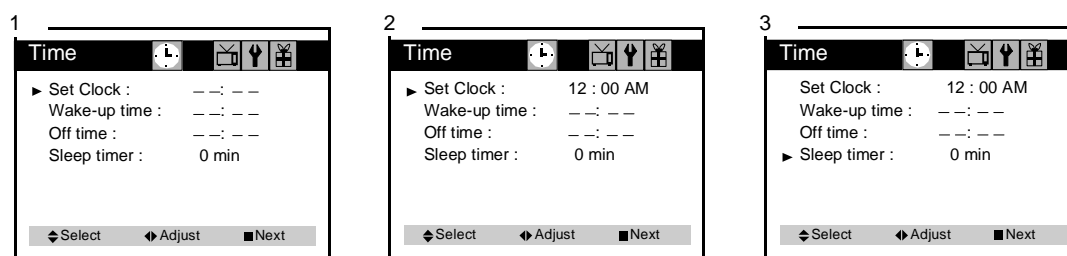 1
Time
► Set Clock : – –: – –
Wake-up time : – –: – –
Off time : – –: – –
Sleep timer : 0 min
Select Adjust Next
2
Time
► Set Clock : 12 : 00 AM
Wake-up time : – –: – –
Off time : – –: – –
Sleep timer : 0 min
Select Adjust Next
3
Time
Set Clock : 12 : 00 AM
Wake-up time : – –: – –
Off time : – –: – –
► Sleep timer : 0 min
Select Adjust Next